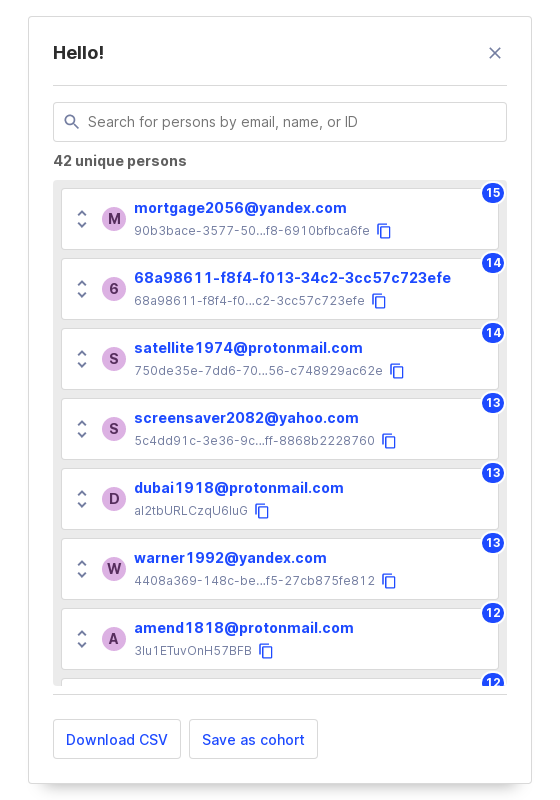 Hello!
Search for persons by email, name, or ID
42 unique persons
15
M
mortgage2056@yandex.com
90b3bace-3577-50...f8-6910bfbca6fe
14
6
68a98611-f8f4-f013-34c2-3cc57c723efe
68a98611-f8f4-f0...c2-3cc57c723efe
14
S
satellite1974@protonmail.com
750de35e-7dd6-70...56-c748929ac62e
13
S
screensaver2082@yahoo.com
5c4dd91c-3e36-9c...ff-8868b2228760
13
D
dubai1918@protonmail.com
al2tbURLCzqU6IuG
13
W
warner1992@yandex.com
4408a369-148c-be...f5-27cb875fe812
12
A
amend1818@protonmail.com
3Iu1ETuvOnH57BFB
12
Download CSV
Save as cohort